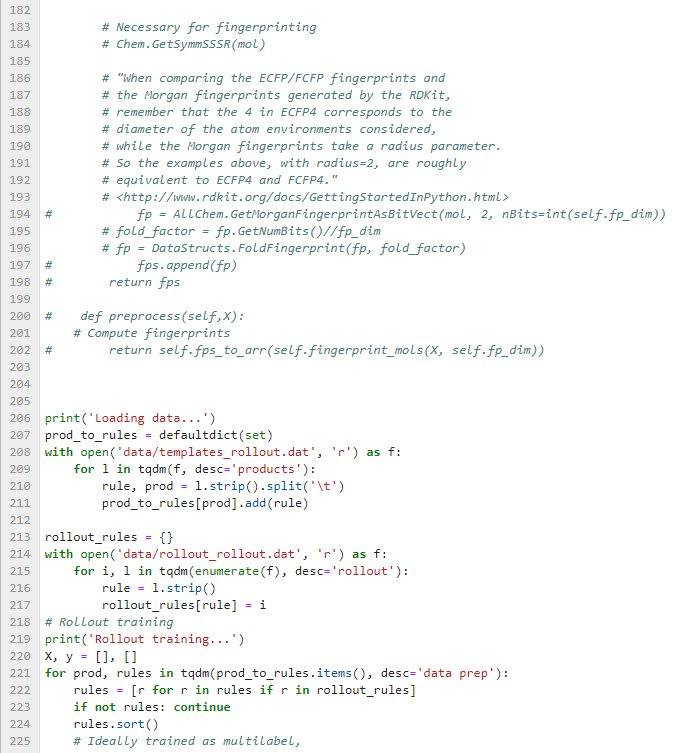 182
183         # Necessary for fingerprinting
184         # Chem.GetSymmSSSR(mol)
185
186         # "When comparing the ECFP/FCFP fingerprints and
187         # the Morgan fingerprints generated by the RDKit,
188         # remember that the 4 in ECFP4 corresponds to the
189         # diameter of the atom environments considered,
190         # while the Morgan fingerprints take a radius parameter.
191         # So the examples above, with radius=2, are roughly
192         # equivalent to ECFP4 and FCFP4."
193         # <http://www.rdkit.org/docs/GettingStartedInPython.html>
194 #            fp = AllChem.GetMorganFingerprintAsBitVect(mol, 2, nBits=int(self.fp_dim))
195         # fold_factor = fp.GetNumBits()//fp_dim
196         # fp = DataStructs.FoldFingerprint(fp, fold_factor)
197 #            fps.append(fp)
198 #        return fps
199
200 #    def preprocess(self,X):
201     # Compute fingerprints
202 #        return self.fps_to_arr(self.fingerprint_mols(X, self.fp_dim))
203
204
205
206 print('Loading data...')
207 prod_to_rules = defaultdict(set)
208 with open('data/templates_rollout.dat', 'r') as f:
209     for l in tqdm(f, desc='products'):
210         rule, prod = l.strip().split('\t')
211         prod_to_rules[prod].add(rule)
212
213 rollout_rules = {}
214 with open('data/rollout_rollout.dat', 'r') as f:
215     for i, l in tqdm(enumerate(f), desc='rollout'):
216         rule = l.strip()
217         rollout_rules[rule] = i
218 # Rollout training
219 print('Rollout training...')
220 X, y = [], []
221 for prod, rules in tqdm(prod_to_rules.items(), desc='data prep'):
222     rules = [r for r in rules if r in rollout_rules]
223     if not rules: continue
224     rules.sort()
225     # Ideally trained as multilabel,